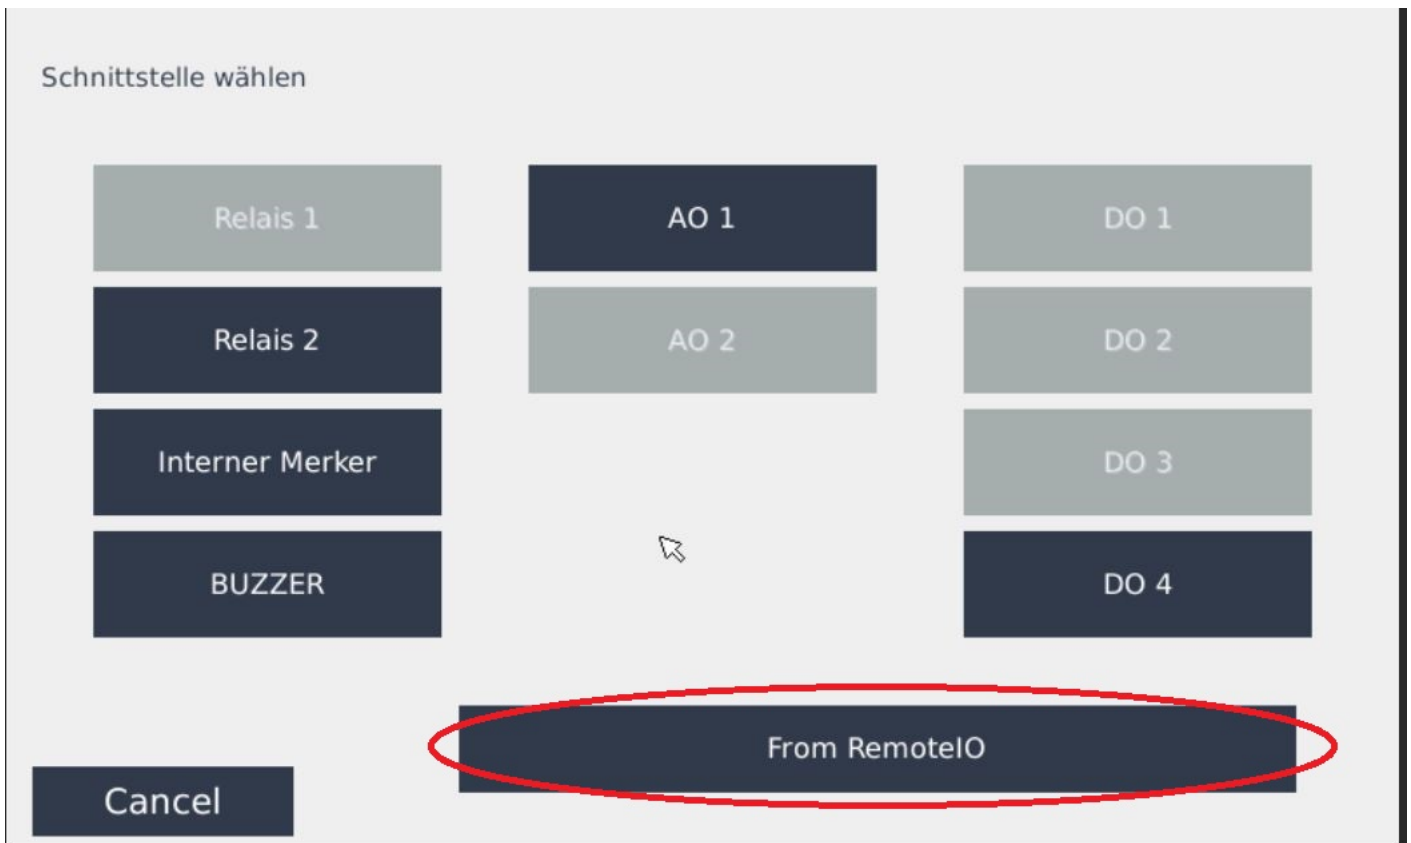 Schnittstelle wählen
Relais 1
AO 1
DO 1
Relais 2
AO 2
DO 2
Interner Merker
DO 3
BUZZER
DO 4
From RemoteIO
Cancel